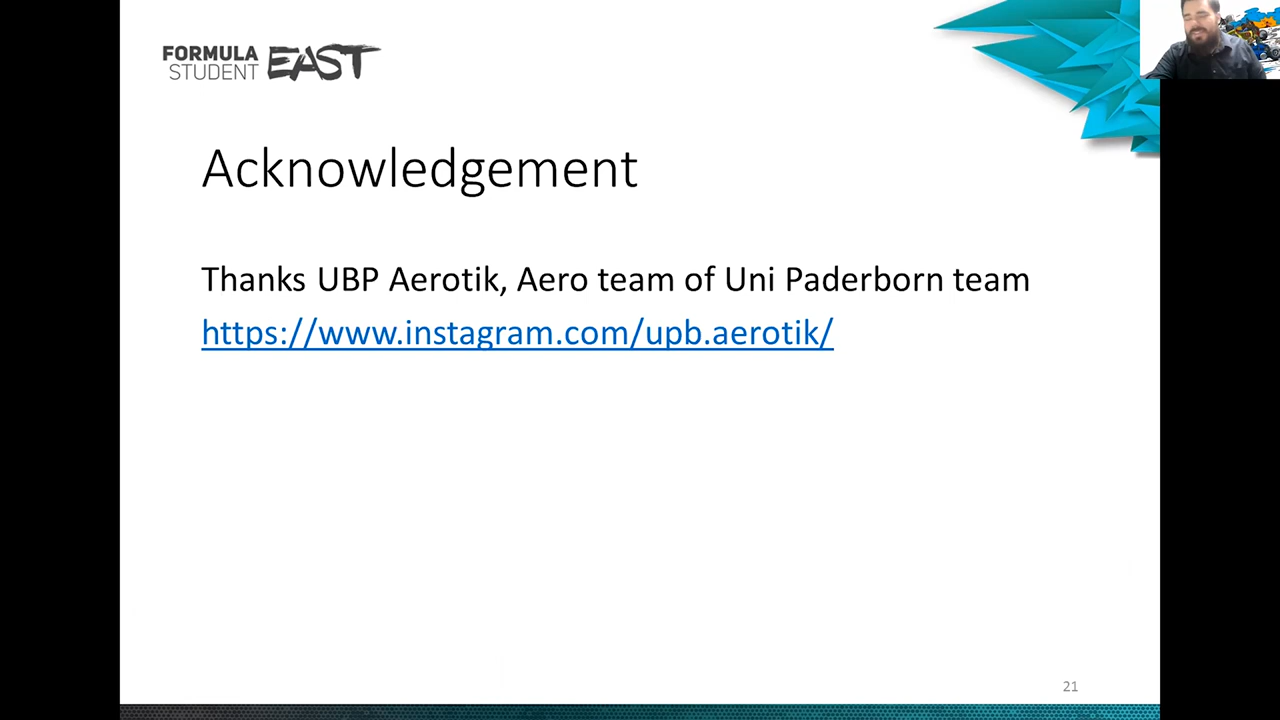 FORMULA
STUDENT EAST
Acknowledgement
Thanks UBP Aerotik, Aero team of Uni Paderborn team
https://www.instagram.com/upb.aerotik/
21